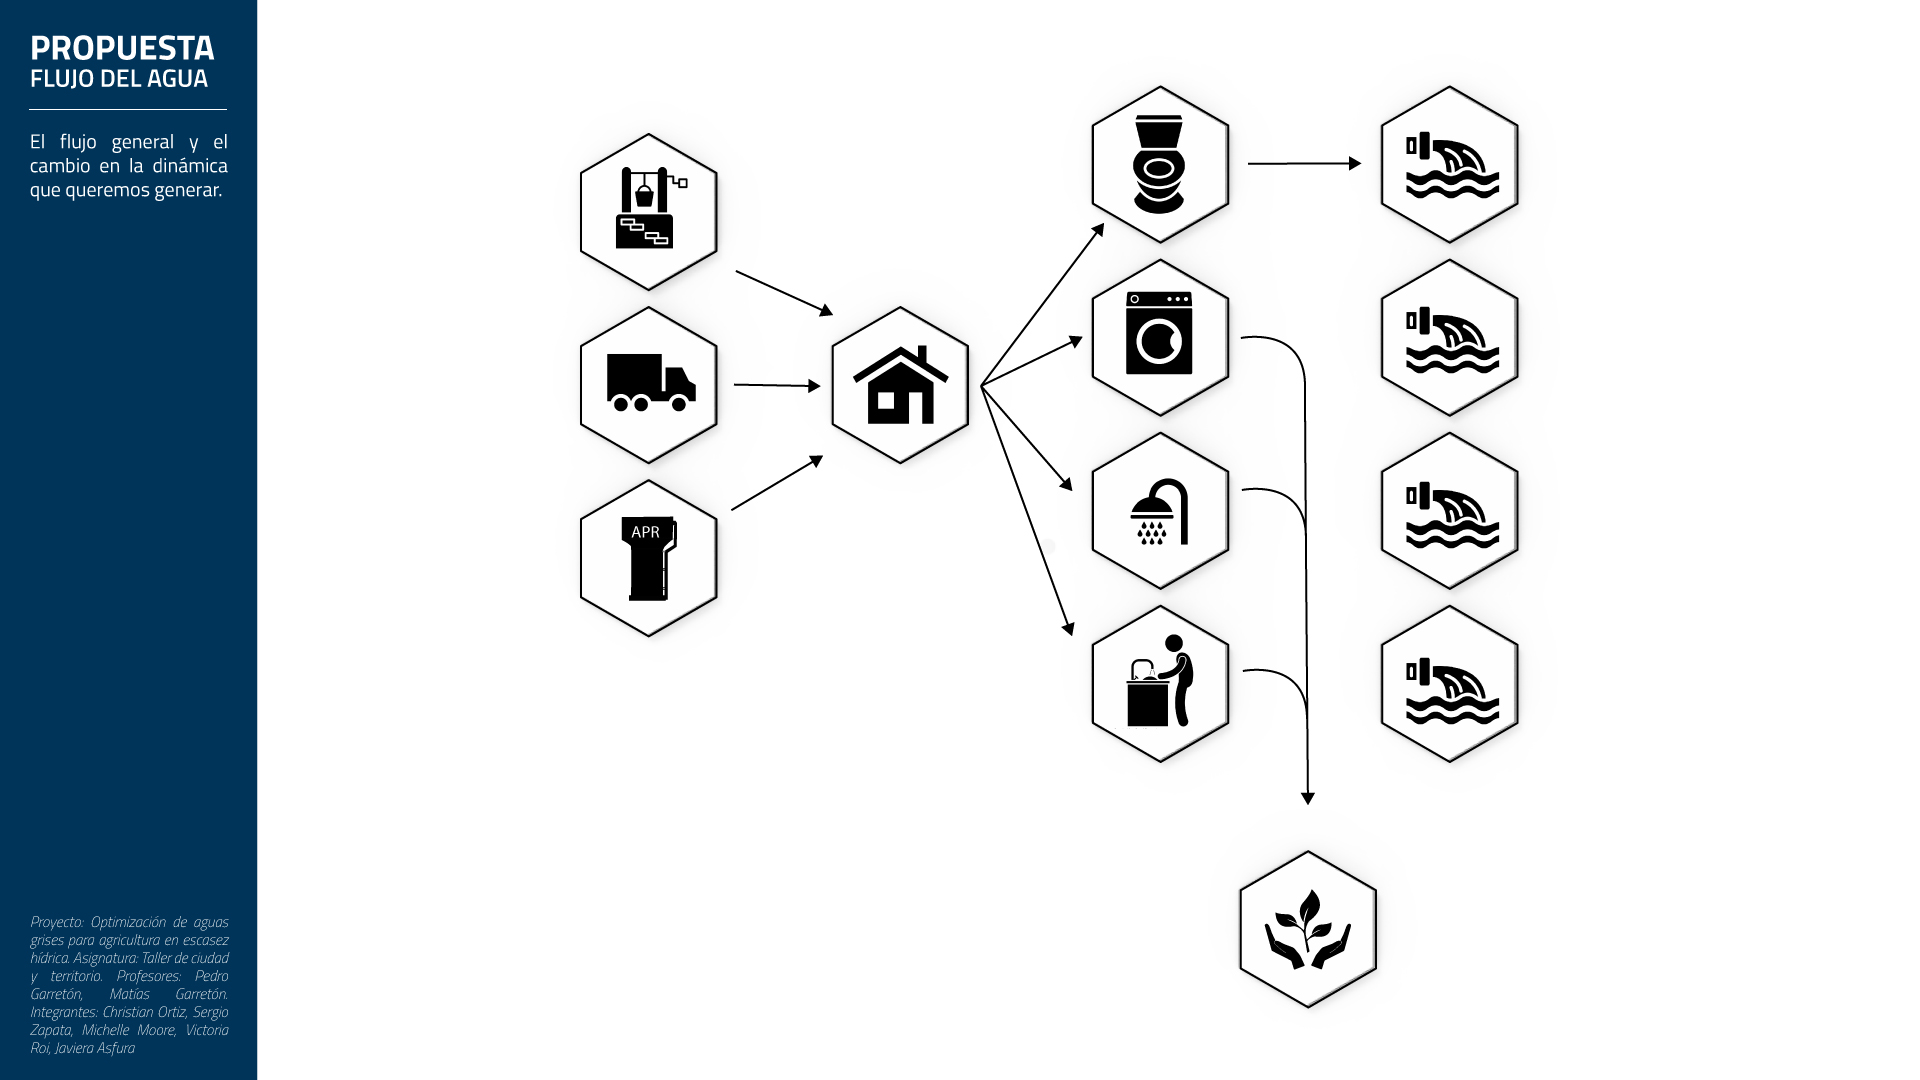 PROPUESTA
FLUJO DEL AGUA
El flujo general y el
cambio en la dinámica
que queremos generar.
APR
Proyecto: Optimización de aguas
grises para agricultura en escasez
hídrica. Asignatura: Taller de ciudad
y territorio. Profesores: Pedro
Garretón, Matías Garretón.
Integrantes: Christian Ortiz, Sergio
Zapata, Michelle Moore, Victoria
Roi, Javiera Asfura